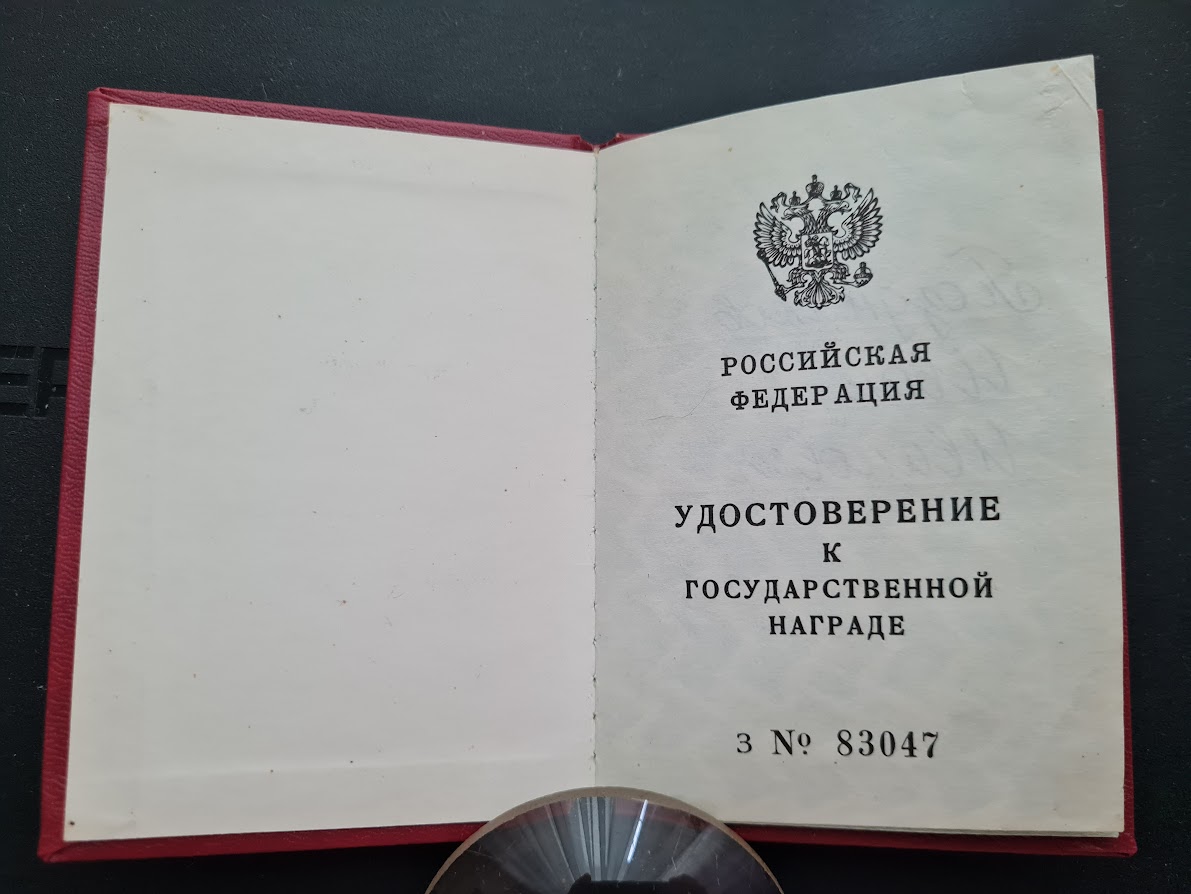 РОССИЙСКАЯ
ФЕДЕРАЦИЯ
УДОСТОВЕРЕНИЕ
К
ГОСУДАРСТВЕННОЙ
НАГРАДЕ
З № 83047